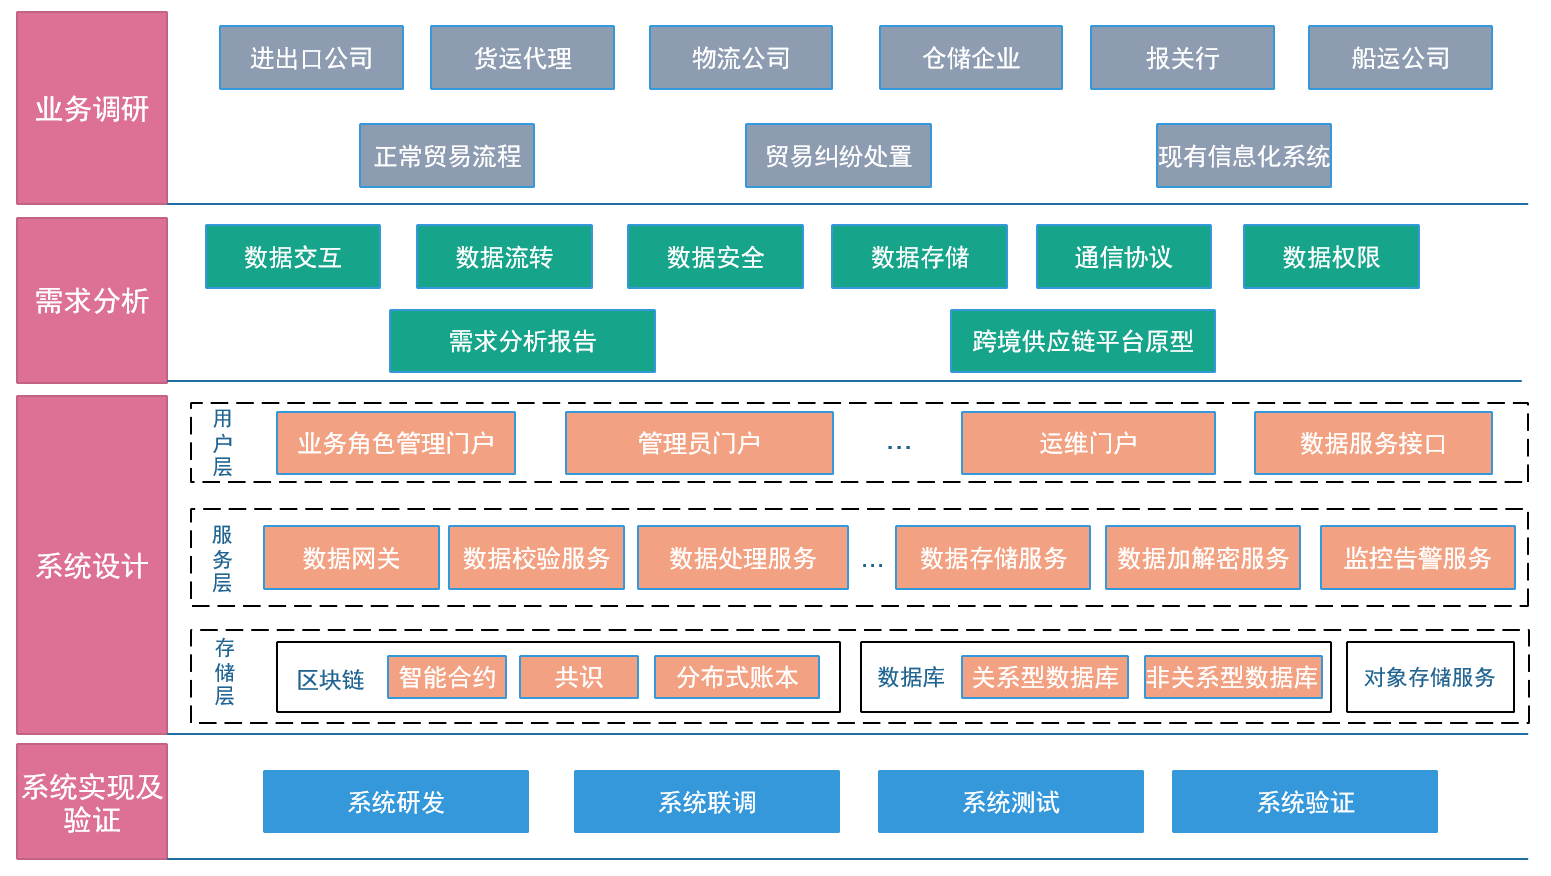 业务调研
进出口公司
货运代理
物流公司
仓储企业
报关行
船运公司
正常贸易流程
贸易纠纷处置
现有信息化系统
需求分析
数据交互
数据流转
数据安全
数据存储
通信协议
数据权限
需求分析报告
跨境供应链平台原型
系统设计
用
户
层
业务角色管理门户
管理员门户
...
运维门户
数据服务接口
服
务
层
数据网关
数据校验服务
数据处理服务
...
数据存储服务
数据加解密服务
监控告警服务
存
储
层
区块链
智能合约
共识
分布式账本
数据库
关系型数据库
非关系型数据库
对象存储服务
系统实现及
验证
系统研发
系统联调
系统测试
系统验证